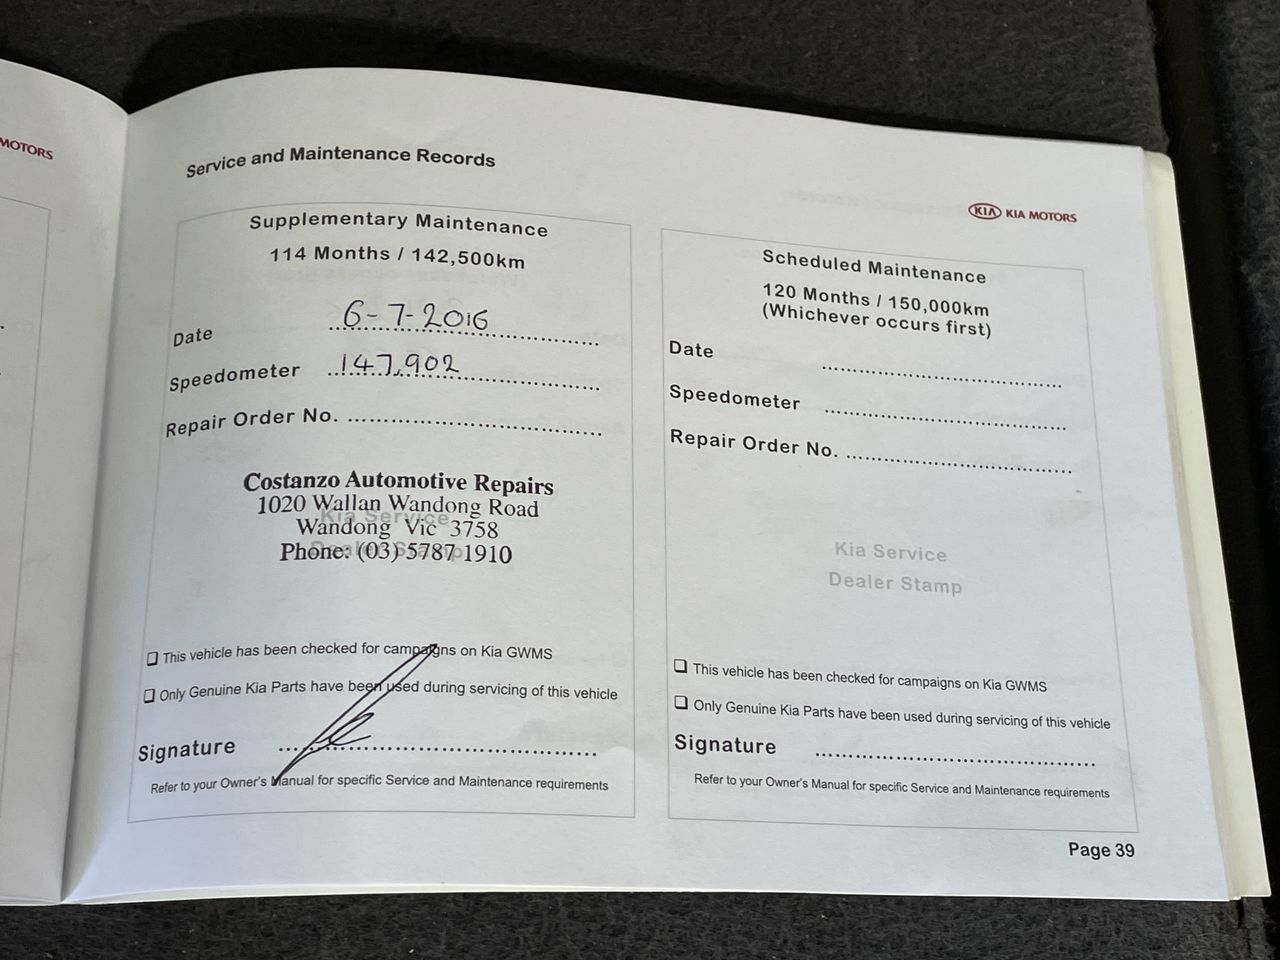 MOTORS
Service and Maintenance Records
KIA KIA MOTORS
Supplementary Maintenance
114 Months / 142,500km
Date 6-7-2016
Speedometer 147,902
Repair Order No.
Kia Service
Dealer Stamp
Costanzo Automotive Repairs
1020 Wallan Wandong Road
Wandong Vic 3758
Phone: (03) 5787 1910
This vehicle has been checked for campaigns on Kia GWMS
Only Genuine Kia Parts have been used during servicing of this vehicle
Signature
Refer to your Owner's Manual for specific Service and Maintenance requirements
Scheduled Maintenance
120 Months / 150,000km
(Whichever occurs first)
Date
Speedometer
Repair Order No.
Kia Service
Dealer Stamp
This vehicle has been checked for campaigns on Kia GWMS
Only Genuine Kia Parts have been used during servicing of this vehicle
Signature
Refer to your Owner's Manual for specific Service and Maintenance requirements
Page 39